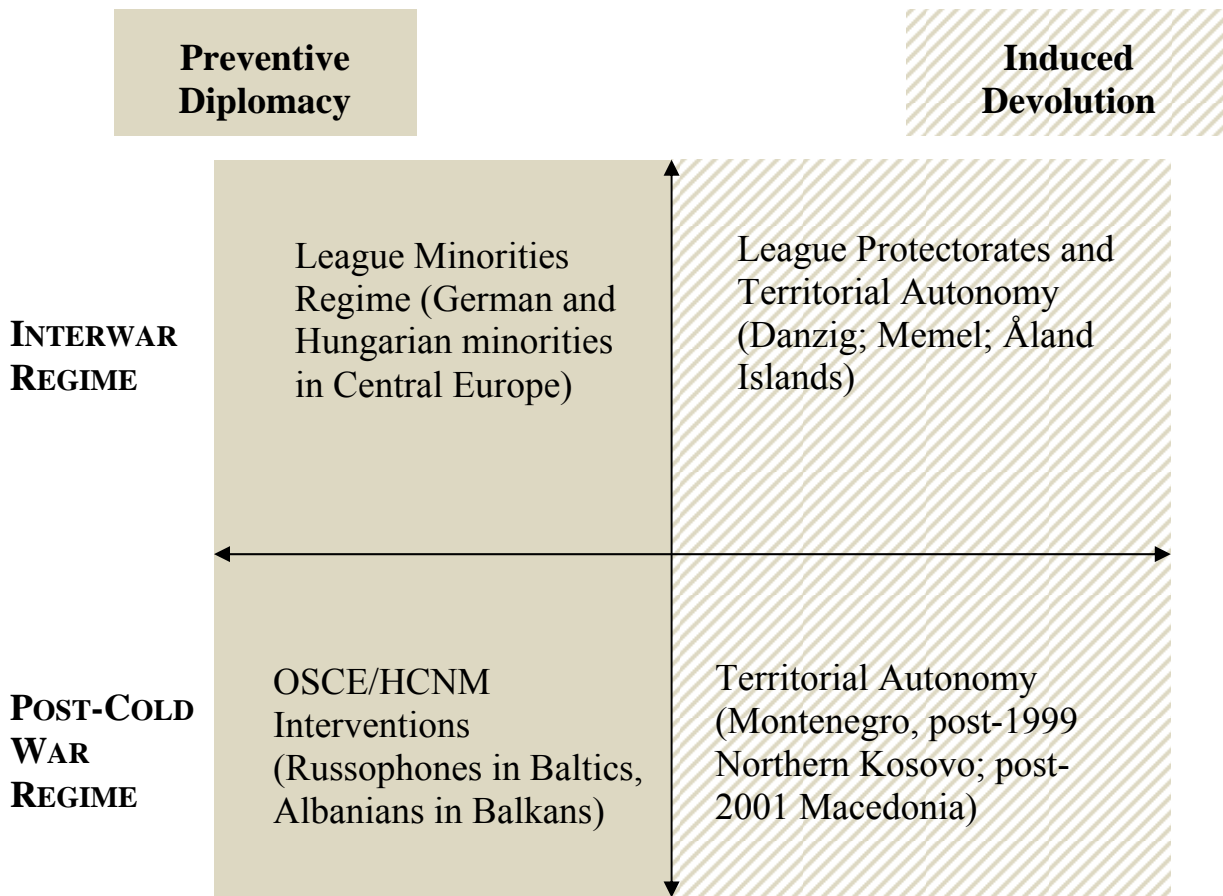 Preventive
Diplomacy
Induced
Devolution
INTERWAR
REGIME
League Minorities
Regime (German and
Hungarian minorities
in Central Europe)
League Protectorates and
Territorial Autonomy
(Danzig; Memel; Åland
Islands)
POST-COLD
WAR
REGIME
OSCE/HCNM
Interventions
(Russophones in Baltics,
Albanians in Balkans)
Territorial Autonomy
(Montenegro, post-1999
Northern Kosovo; post-
2001 Macedonia)